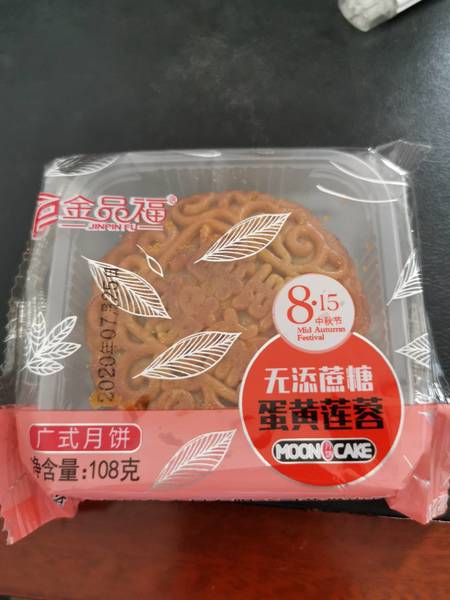 金品福
JINPIN FU
2020年07月25日
8·15
中秋节
Mid Autumn
Festival
无添蔗糖
蛋黄莲蓉
MOON CAKE
广式月饼
净含量:108克